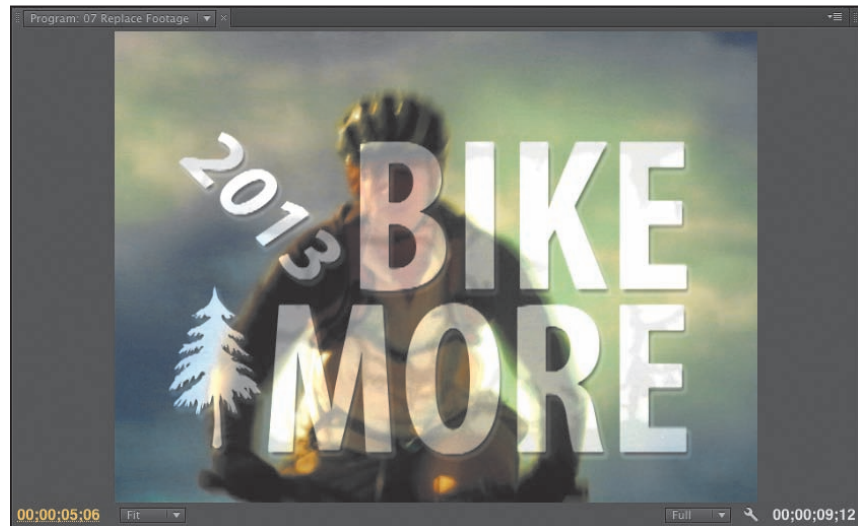 Program: 07 Replace Footage
2013
BIKE
MORE
00;00;05;06
Fit
Full
00;00;09;12